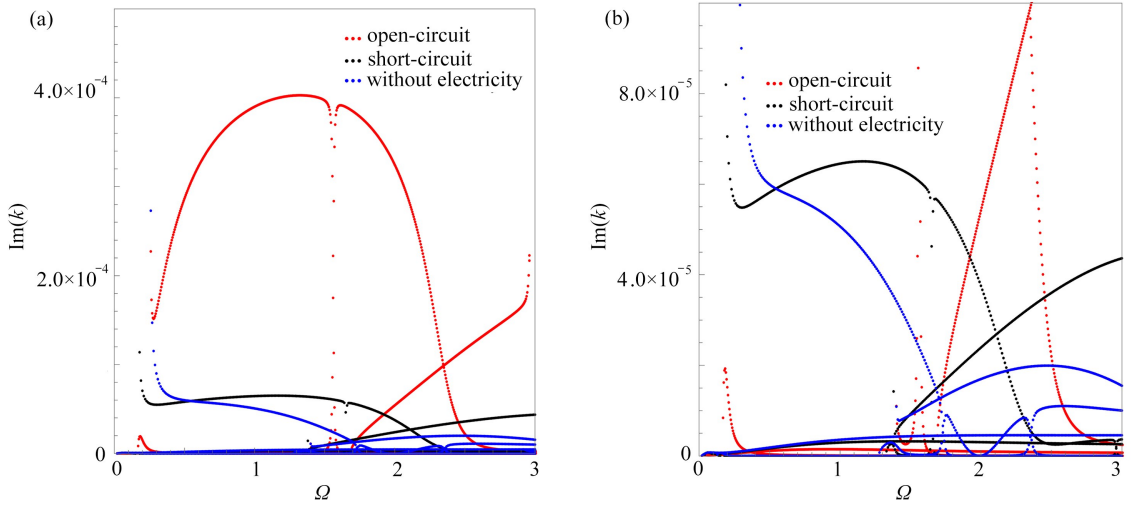 (a)
open-circuit
short-circuit
without electricity
4.0×10⁻⁴
2.0×10⁻⁴
0
Im(k)
0 1 2 3
Ω
(b)
open-circuit
short-circuit
without electricity
8.0×10⁻⁵
4.0×10⁻⁵
0
Im(k)
0 1 2 3
Ω